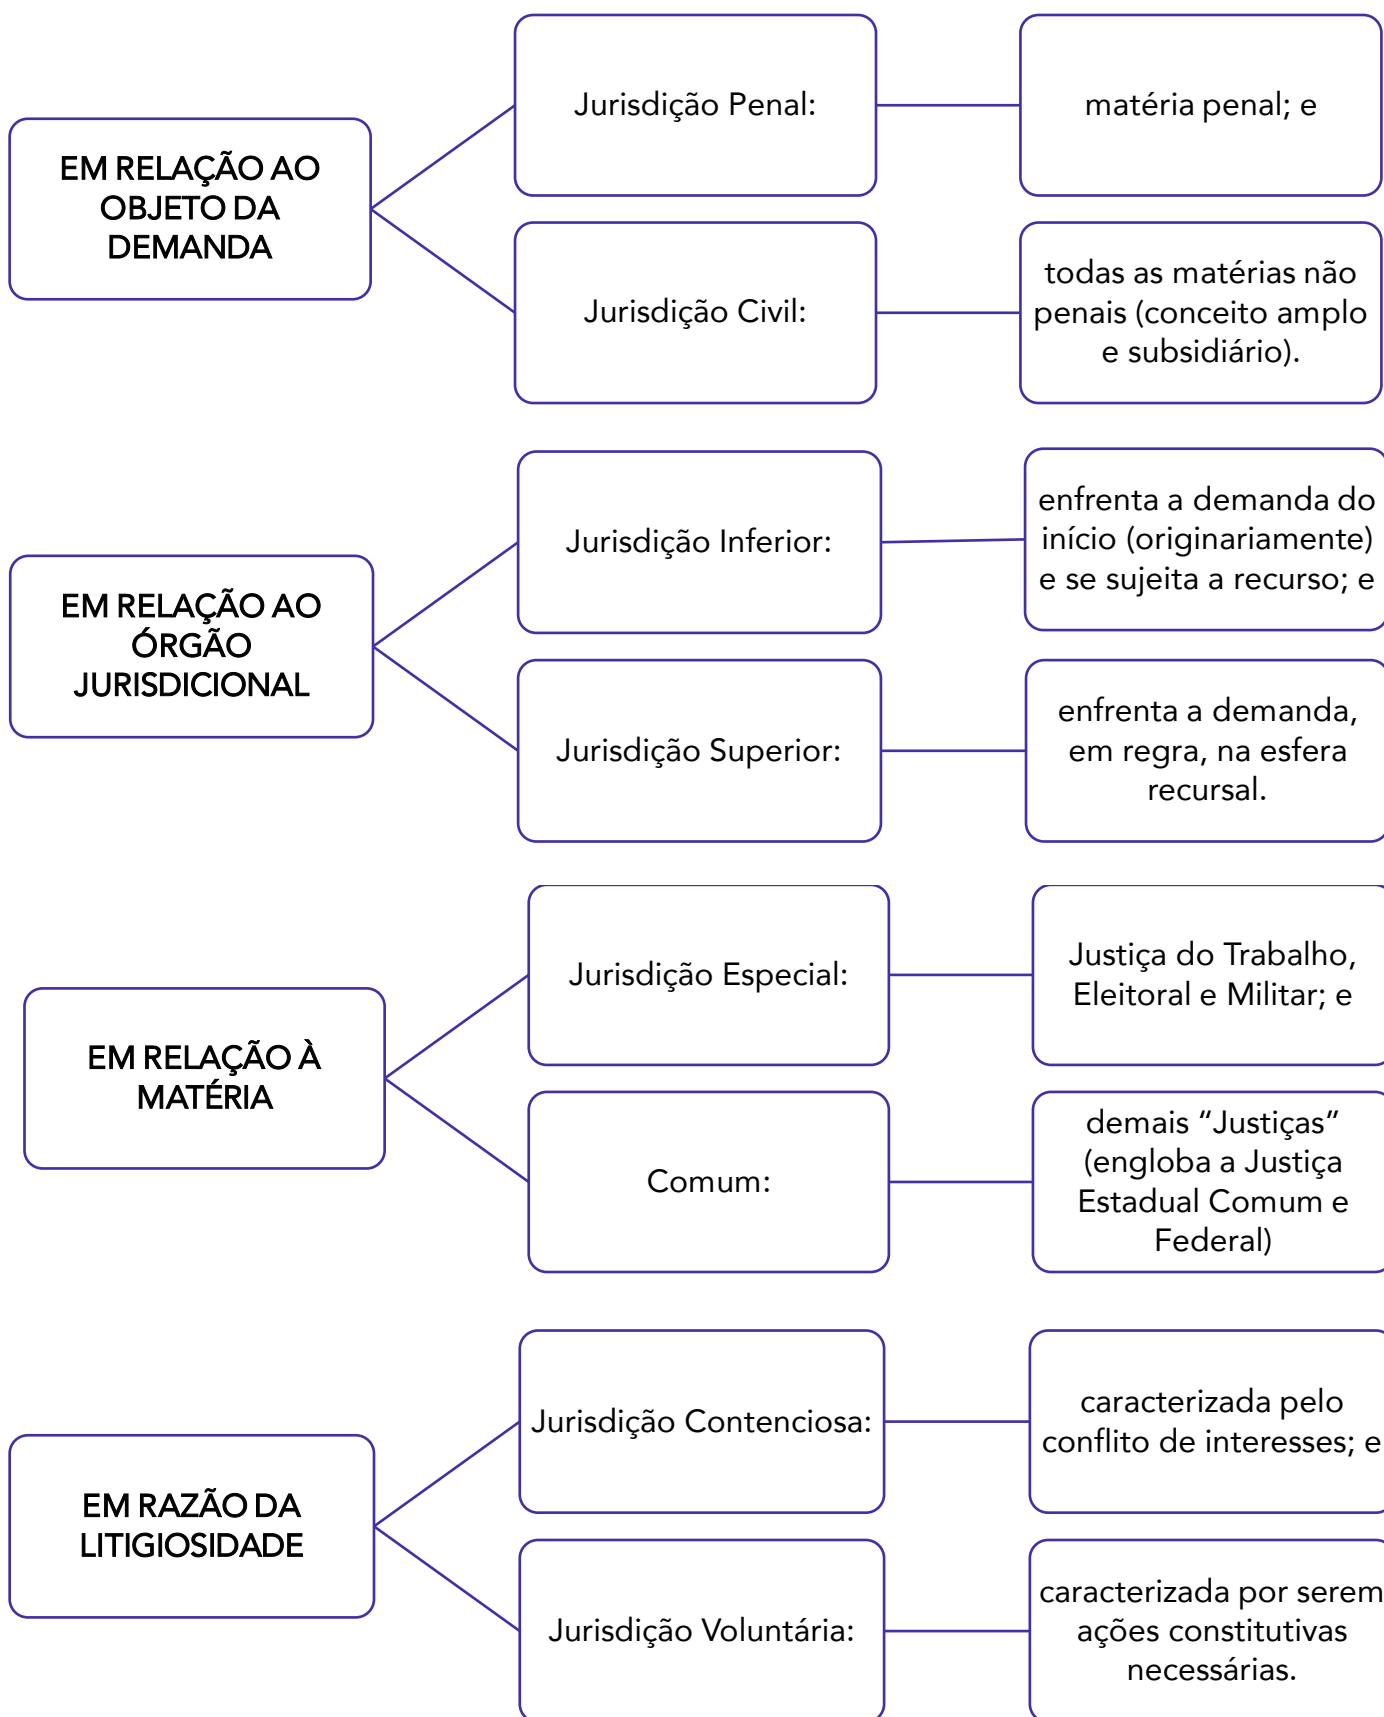 EM RELAÇÃO AO
OBJETO DA
DEMANDA
Jurisdição Penal:
matéria penal; e
Jurisdição Civil:
todas as matérias não
penais (conceito amplo
e subsidiário).
EM RELAÇÃO AO
ÓRGÃO
JURISDICIONAL
Jurisdição Inferior:
enfrenta a demanda do
início (originariamente)
e se sujeita a recurso; e
Jurisdição Superior:
enfrenta a demanda,
em regra, na esfera
recursal.
EM RELAÇÃO À
MATÉRIA
Jurisdição Especial:
Justiça do Trabalho,
Eleitoral e Militar; e
Comum:
demais “Justiças”
(engloba a Justiça
Estadual Comum e
Federal)
EM RAZÃO DA
LITIGIOSIDADE
Jurisdição Contenciosa:
caracterizada pelo
conflito de interesses; e
Jurisdição Voluntária:
caracterizada por serem
ações constitutivas
necessárias.